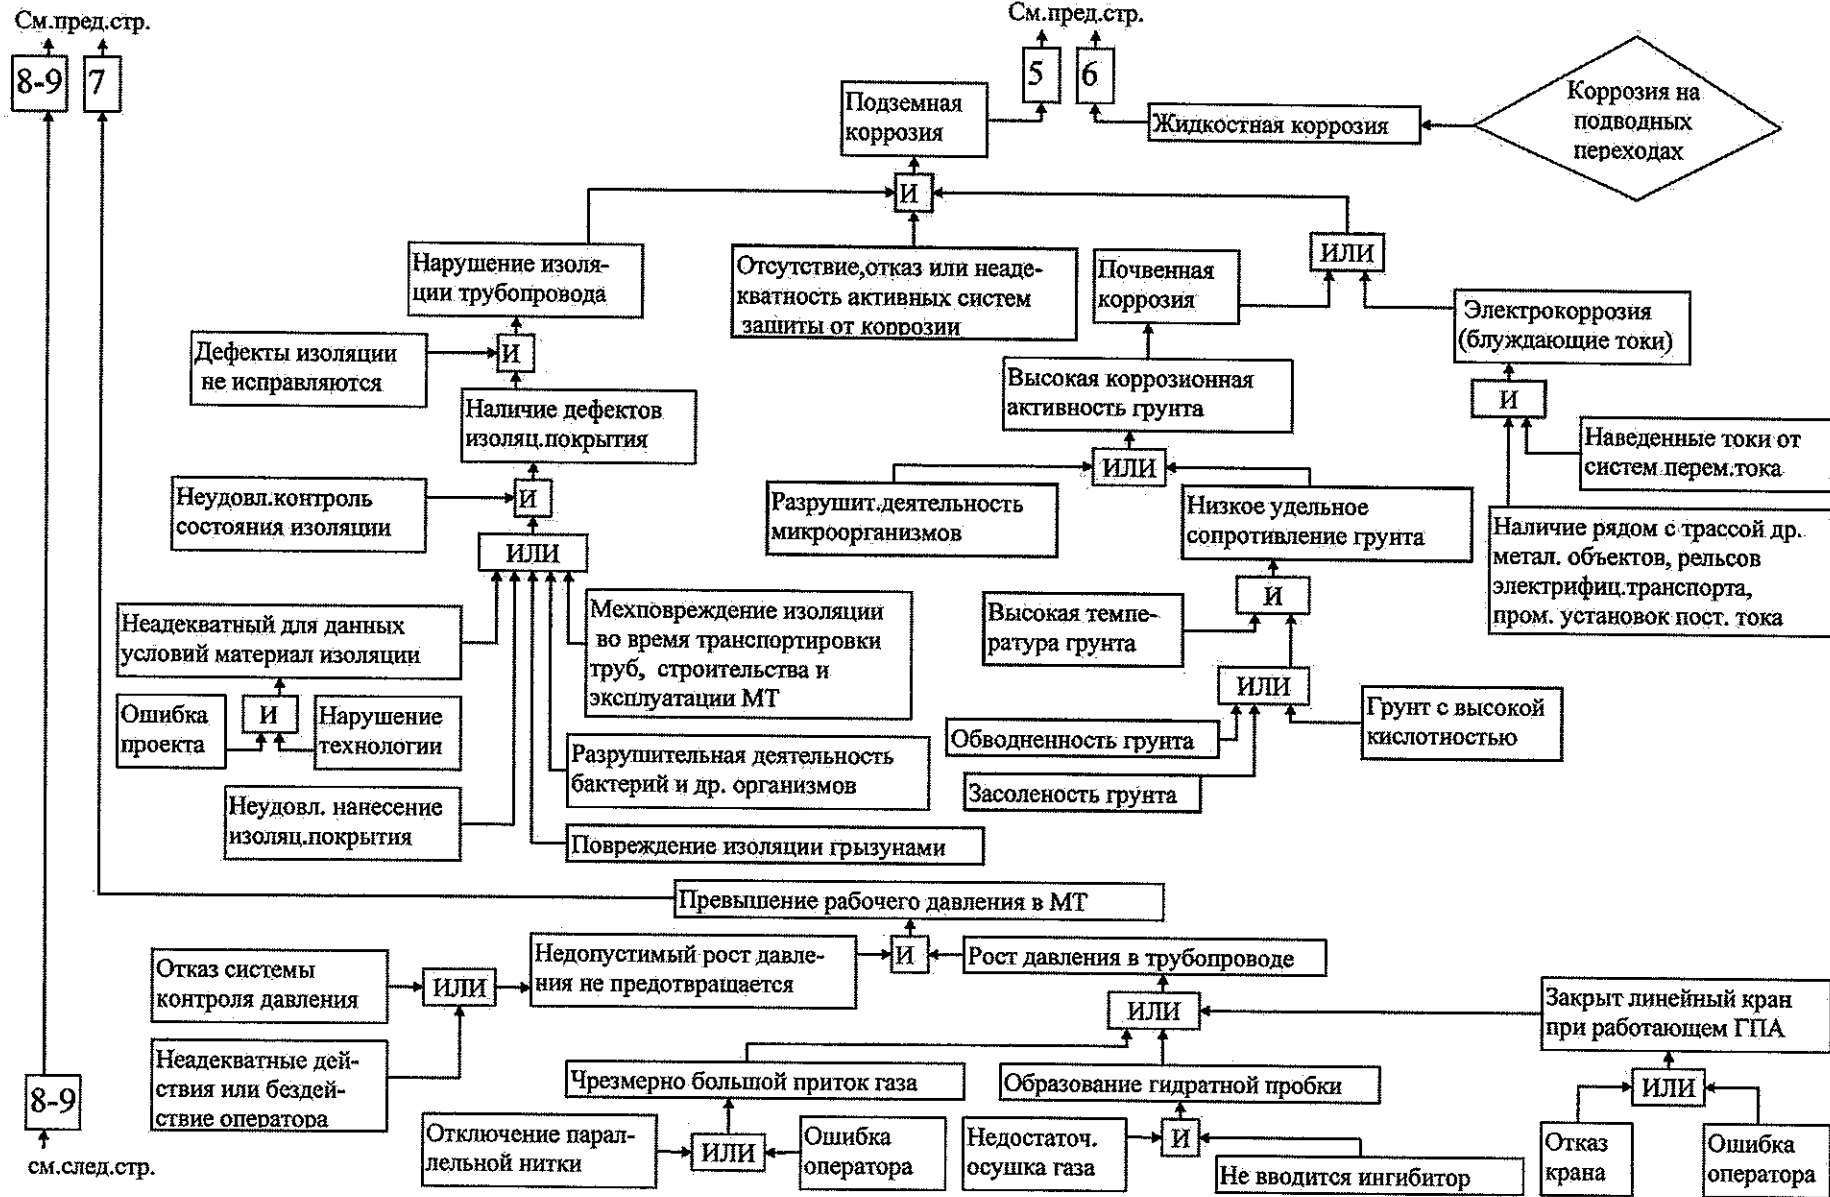 См.пред.стр.
См.пред.стр.
8-9
7
5
6
Подземная
коррозия
Жидкостная коррозия
Коррозия на
подводных
переходах
И
Нарушение изоля-
ции трубопровода
Отсутствие,отказ или неаде-
кватность активных систем
защиты от коррозии
Почвенная
коррозия
ИЛИ
Электрокоррозия
(блуждающие токи)
Дефекты изоляции
не исправляются
И
Наличие дефектов
изоляц.покрытия
Высокая коррозионная
активность грунта
И
Наведенные токи от
систем перем.тока
ИЛИ
Неудовл.контроль
состояния изоляции
И
Разрушит.деятельность
микроорганизмов
Низкое удельное
сопротивление грунта
Наличие рядом с трассой др.
метал. объектов, рельсов
электрифиц.транспорта,
пром. установок пост. тока
ИЛИ
Неадекватный для данных
условий материал изоляции
Мехповреждение изоляции
во время транспортировки
труб, строительства и
эксплуатации МТ
Высокая темпе-
ратура грунта
И
Ошибка
проекта
И
Нарушение
технологии
ИЛИ
Грунт с высокой
кислотностью
Обводненность грунта
Разрушительная деятельность
бактерий и др. организмов
Засоленость грунта
Неудовл. нанесение
изоляц.покрытия
Повреждение изоляции грызунами
Превышение рабочего давления в МТ
Отказ системы
контроля давления
ИЛИ
Недопустимый рост давле-
ния не предотвращается
И
Рост давления в трубопроводе
ИЛИ
Закрыт линейный кран
при работающем ГПА
Неадекватные дей-
ствия или бездей-
ствие оператора
Чрезмерно большой приток газа
Образование гидратной пробки
ИЛИ
8-9
Отключение парал-
лельной нитки
ИЛИ
Ошибка
оператора
Недостаточ.
осушка газа
И
Не вводится ингибитор
Отказ
крана
Ошибка
оператора
см.след.стр.